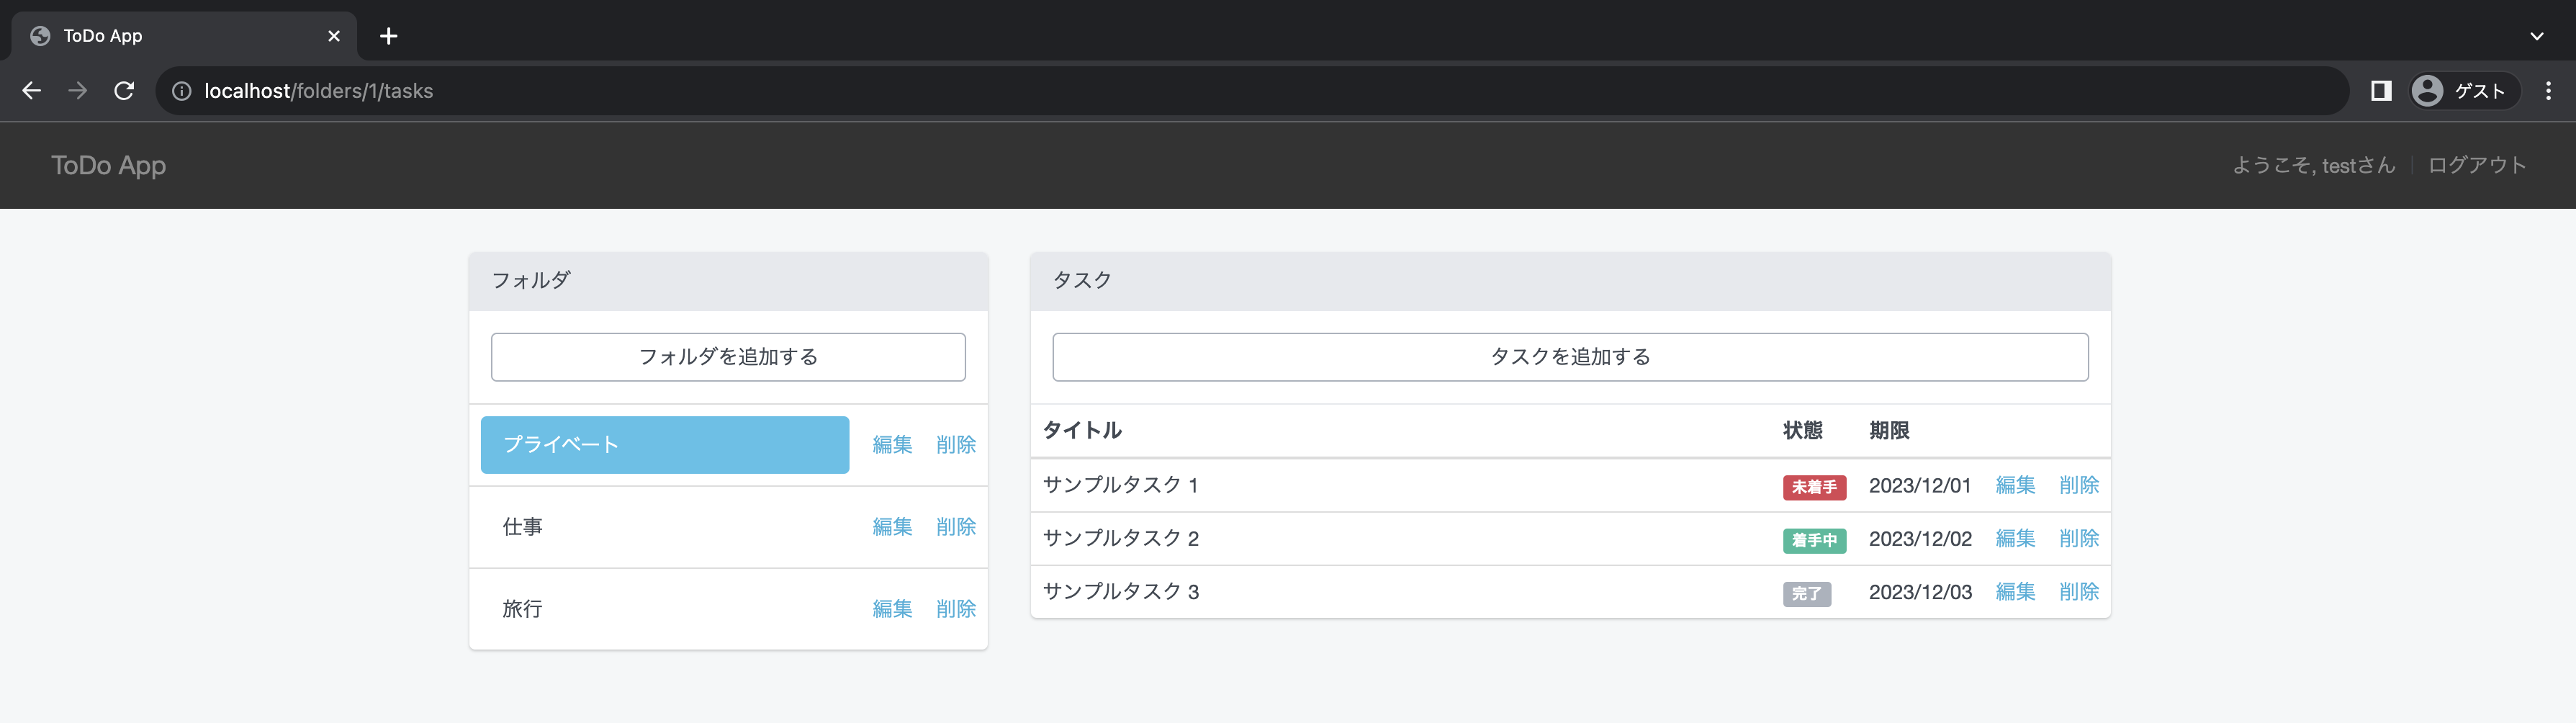 ToDo App
localhost/folders/1/tasks
ゲスト
ToDo App
ようこそ, testさん
ログアウト
フォルダ
フォルダを追加する
プライベート 編集 削除
仕事 編集 削除
旅行 編集 削除
タスク
タスクを追加する
タイトル 状態 期限
サンプルタスク 1 未着手 2023/12/01 編集 削除
サンプルタスク 2 着手中 2023/12/02 編集 削除
サンプルタスク 3 完了 2023/12/03 編集 削除